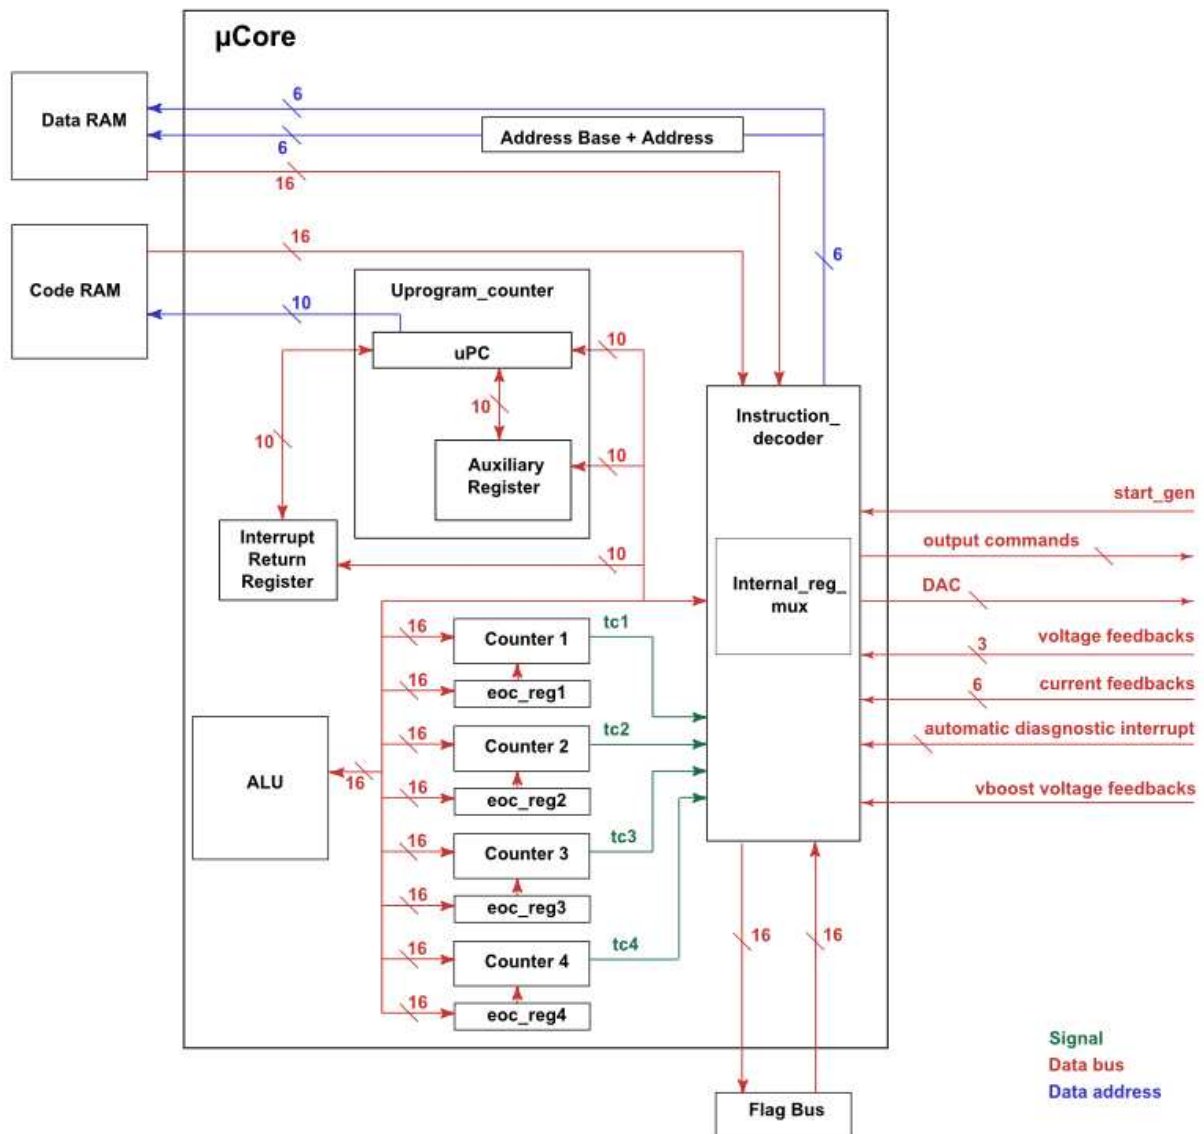 µCore
6
Data RAM
Address Base + Address
6
16
16
6
Code RAM
Uprogram_counter
10
uPC
10
10
10
Instruction_
decoder
Auxiliary
Register
10
start_gen
Interrupt
Return
Register
10
output commands
Internal_reg_
mux
DAC
16
Counter 1
tc1
3
voltage feedbacks
16
eoc_reg1
6
current feedbacks
16
Counter 2
tc2
automatic diasgnostic interrupt
ALU
16
16
eoc_reg2
vboost voltage feedbacks
16
Counter 3
tc3
16
eoc_reg3
16
Counter 4
tc4
16
16
16
eoc_reg4
Signal
Data bus
Data address
Flag Bus